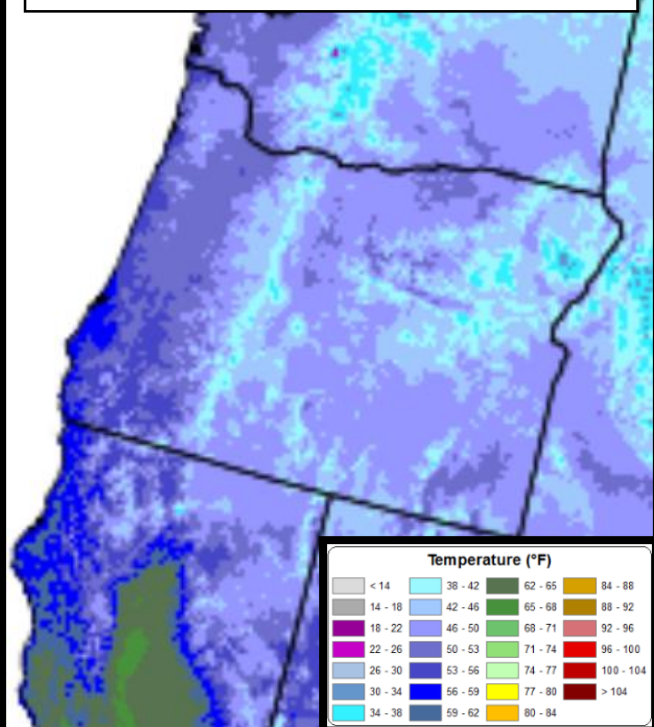 Temperature (°F)
< 14 38 - 42 62 - 65 84 - 88
14 - 18 42 - 46 65 - 68 88 - 92
18 - 22 46 - 50 68 - 71 92 - 96
22 - 26 50 - 53 71 - 74 96 - 100
26 - 30 53 - 56 74 - 77 100 - 104
30 - 34 56 - 59 77 - 80 > 104
34 - 38 59 - 62 80 - 84